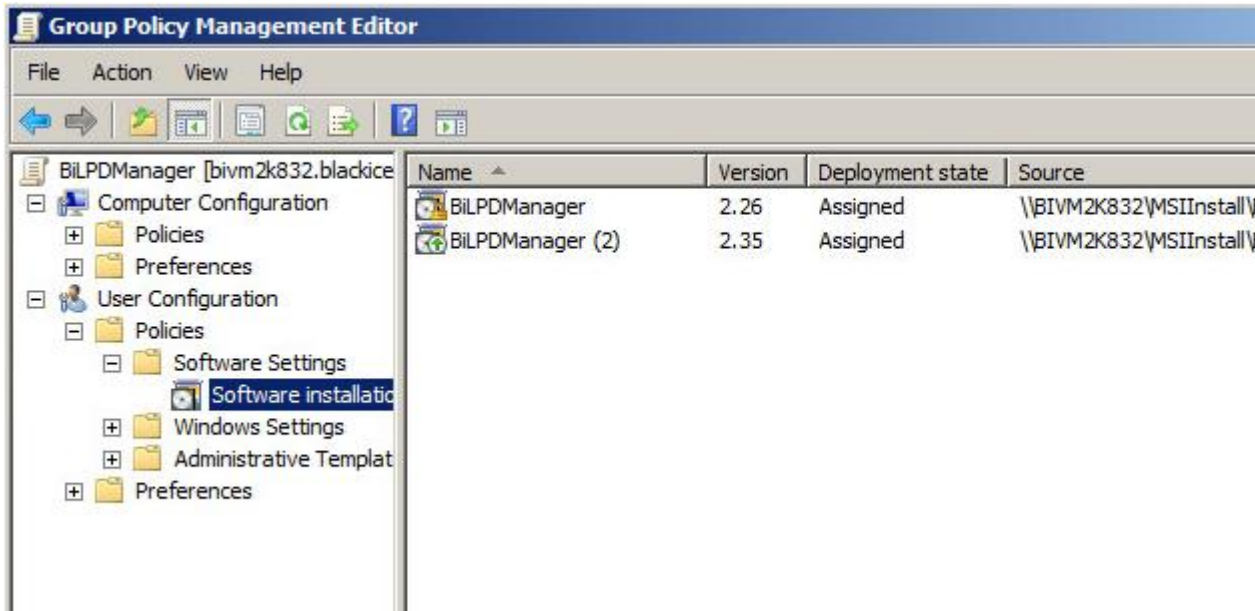 Group Policy Management Editor
File Action View Help
BiLPDManager [bivm2k832.blackice
Computer Configuration
Policies
Preferences
User Configuration
Policies
Software Settings
Software installatio
Windows Settings
Administrative Templat
Preferences
Name Version Deployment state Source
BiLPDManager 2.26 Assigned \\BIVM2K832\MSIInstall\
BiLPDManager (2) 2.35 Assigned \\BIVM2K832\MSIInstall\